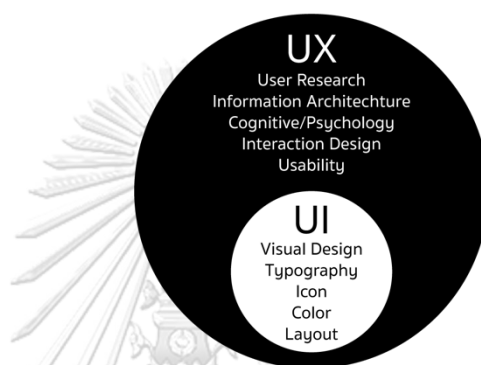 UX
User Research
Information Architechture
Cognitive/Psychology
Interaction Design
Usability
UI
Visual Design
Typography
Icon
Color
Layout